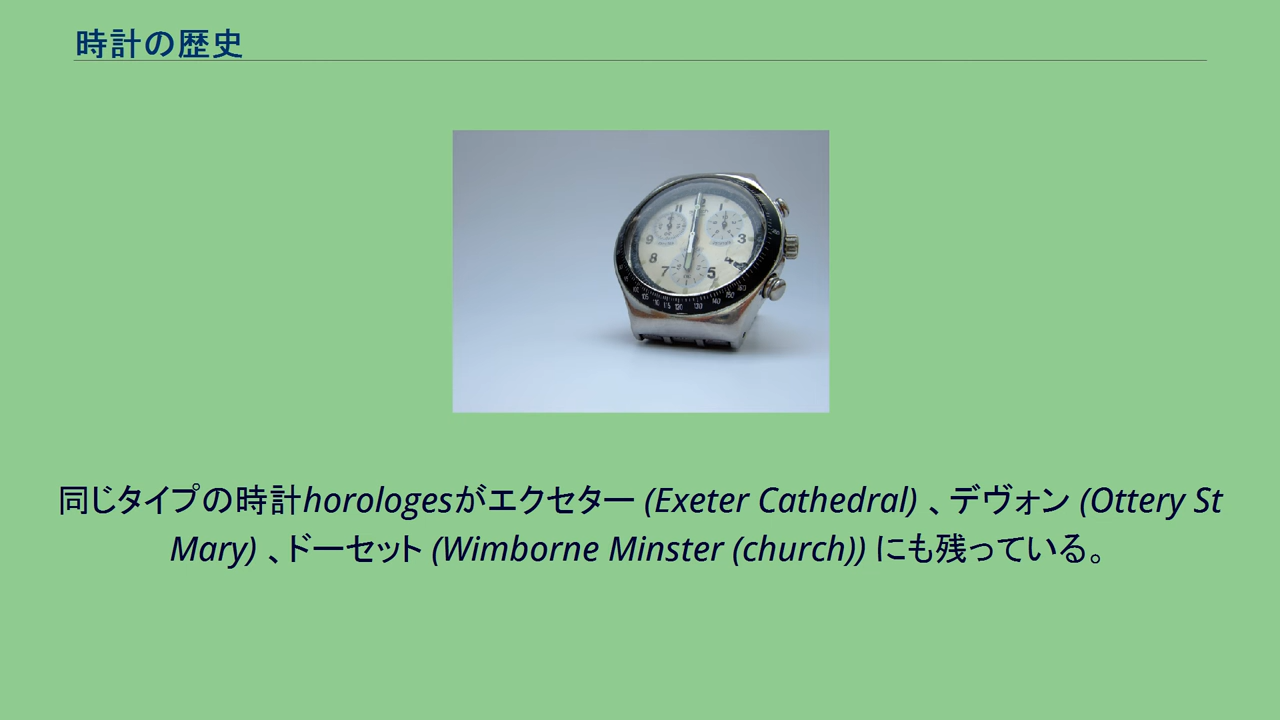 時計の歴史
同じタイプの時計horologesがエクセター (Exeter Cathedral) 、デヴォン (Ottery St
Mary) 、ドーセット (Wimborne Minster (church)) にも残っている。